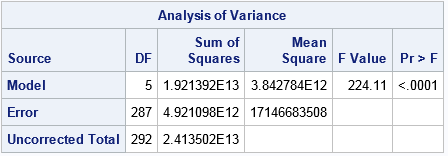 Analysis of Variance
Source DF Sum of Squares Mean Square F Value Pr > F
Model 5 1.921392E13 3.842784E12 224.11 <.0001
Error 287 4.921098E12 17146683508
Uncorrected Total 292 2.413502E13